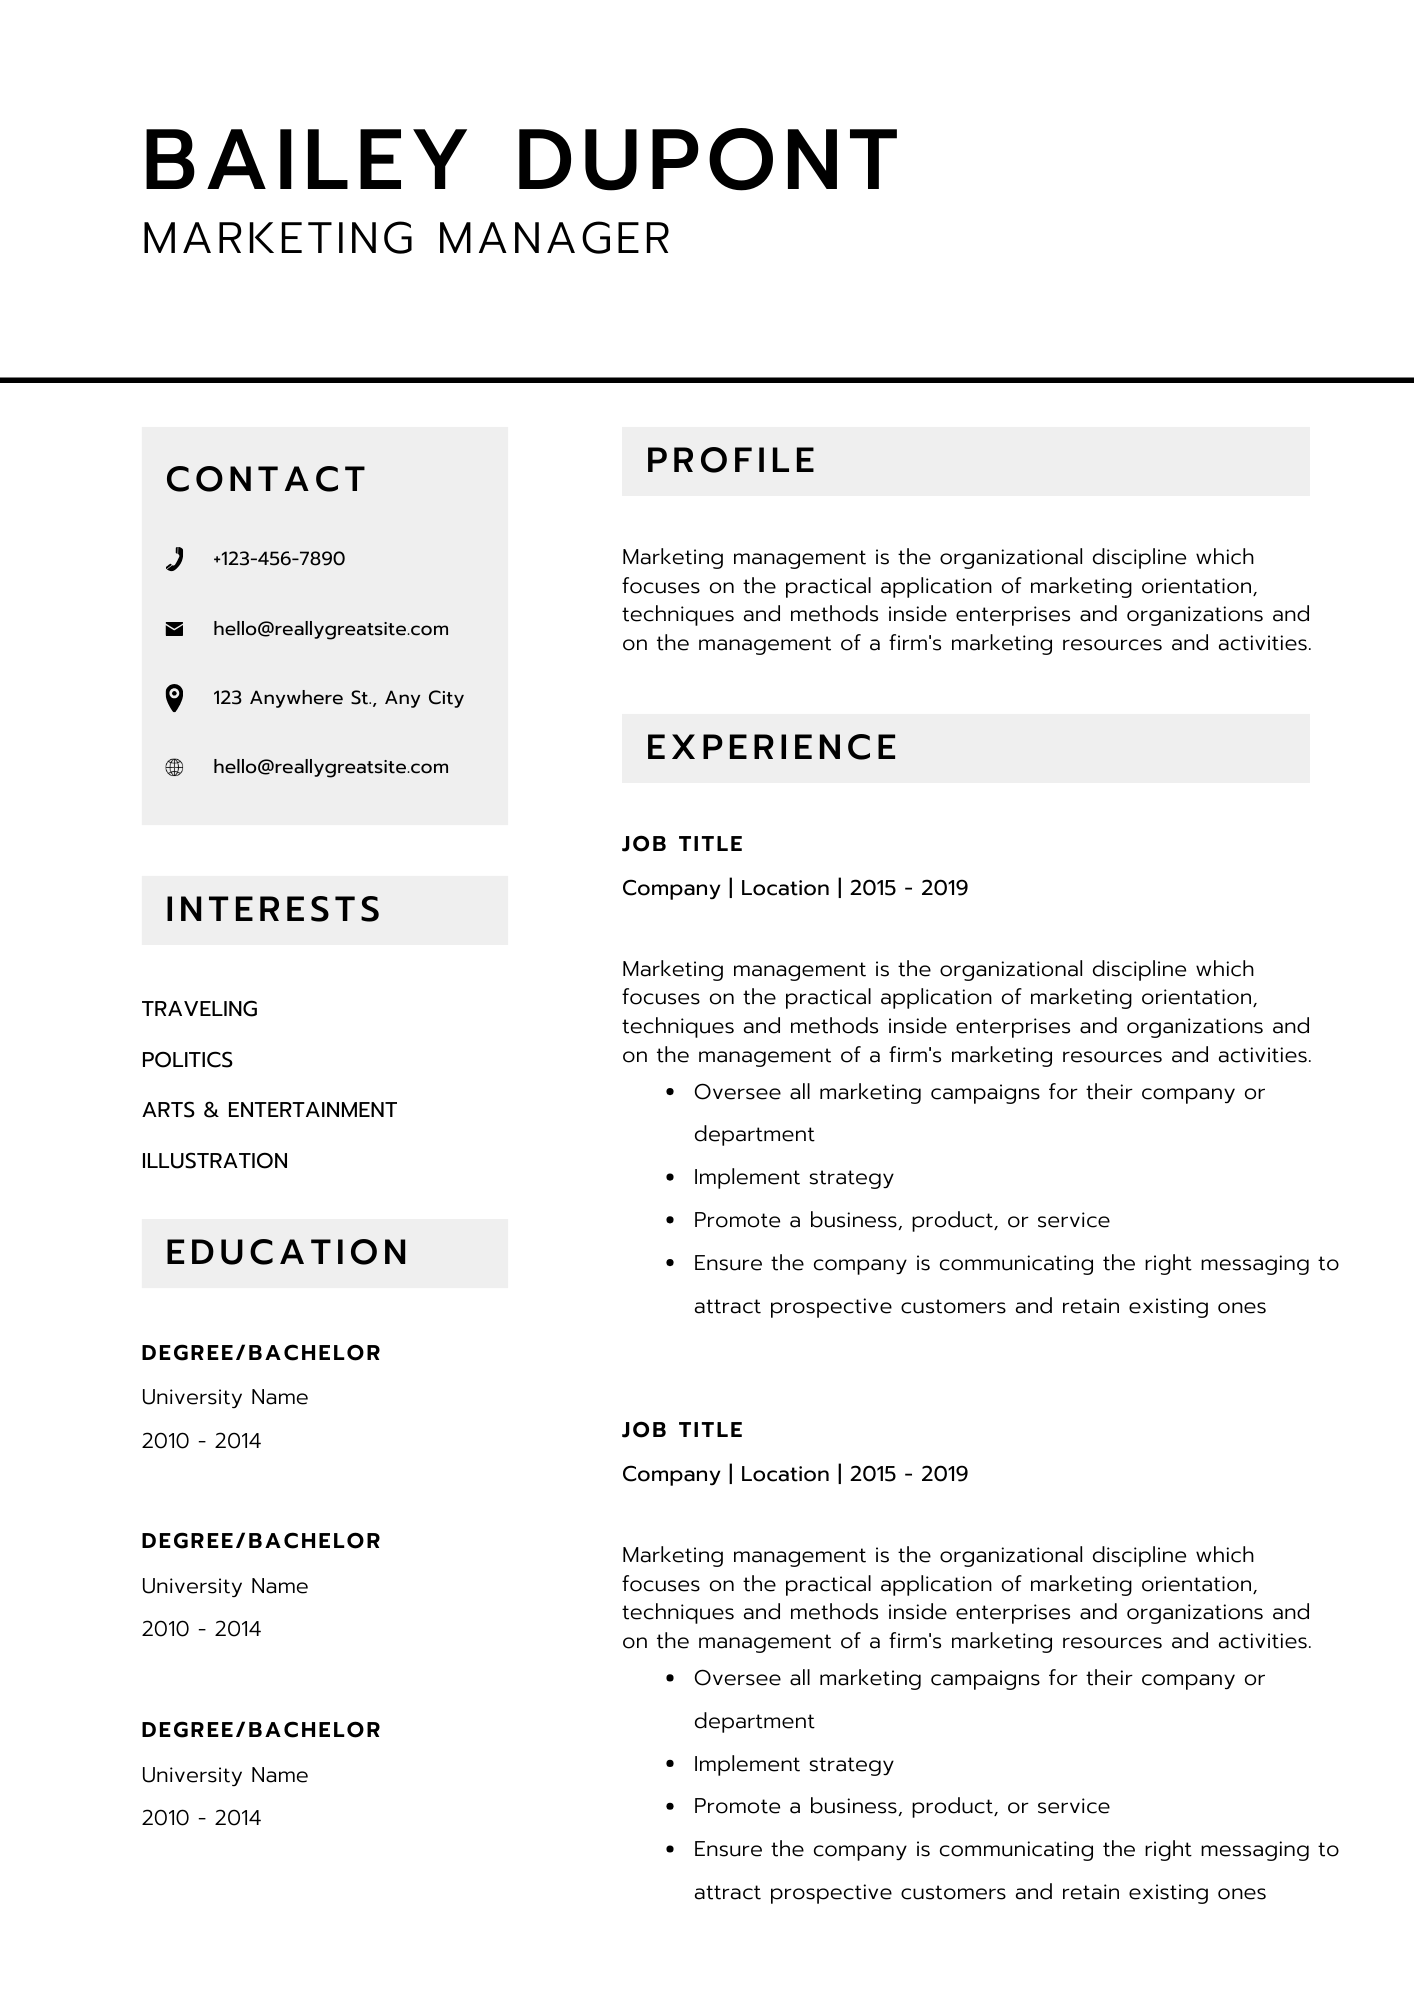 BAILEY DUPONT
MARKETING MANAGER
CONTACT
+123-456-7890
hello@reallygreatsite.com
123 Anywhere St., Any City
hello@reallygreatsite.com
INTERESTS
TRAVELING
POLITICS
ARTS & ENTERTAINMENT
ILLUSTRATION
EDUCATION
DEGREE/BACHELOR
University Name
2010 - 2014
DEGREE/BACHELOR
University Name
2010 - 2014
DEGREE/BACHELOR
University Name
2010 - 2014
PROFILE
Marketing management is the organizational discipline which
focuses on the practical application of marketing orientation,
techniques and methods inside enterprises and organizations and
on the management of a firm's marketing resources and activities.
EXPERIENCE
JOB TITLE
Company | Location | 2015 - 2019
Marketing management is the organizational discipline which
focuses on the practical application of marketing orientation,
techniques and methods inside enterprises and organizations and
on the management of a firm's marketing resources and activities.
• Oversee all marketing campaigns for their company or
department
• Implement strategy
• Promote a business, product, or service
• Ensure the company is communicating the right messaging to
attract prospective customers and retain existing ones
JOB TITLE
Company | Location | 2015 - 2019
Marketing management is the organizational discipline which
focuses on the practical application of marketing orientation,
techniques and methods inside enterprises and organizations and
on the management of a firm's marketing resources and activities.
• Oversee all marketing campaigns for their company or
department
• Implement strategy
• Promote a business, product, or service
• Ensure the company is communicating the right messaging to
attract prospective customers and retain existing ones